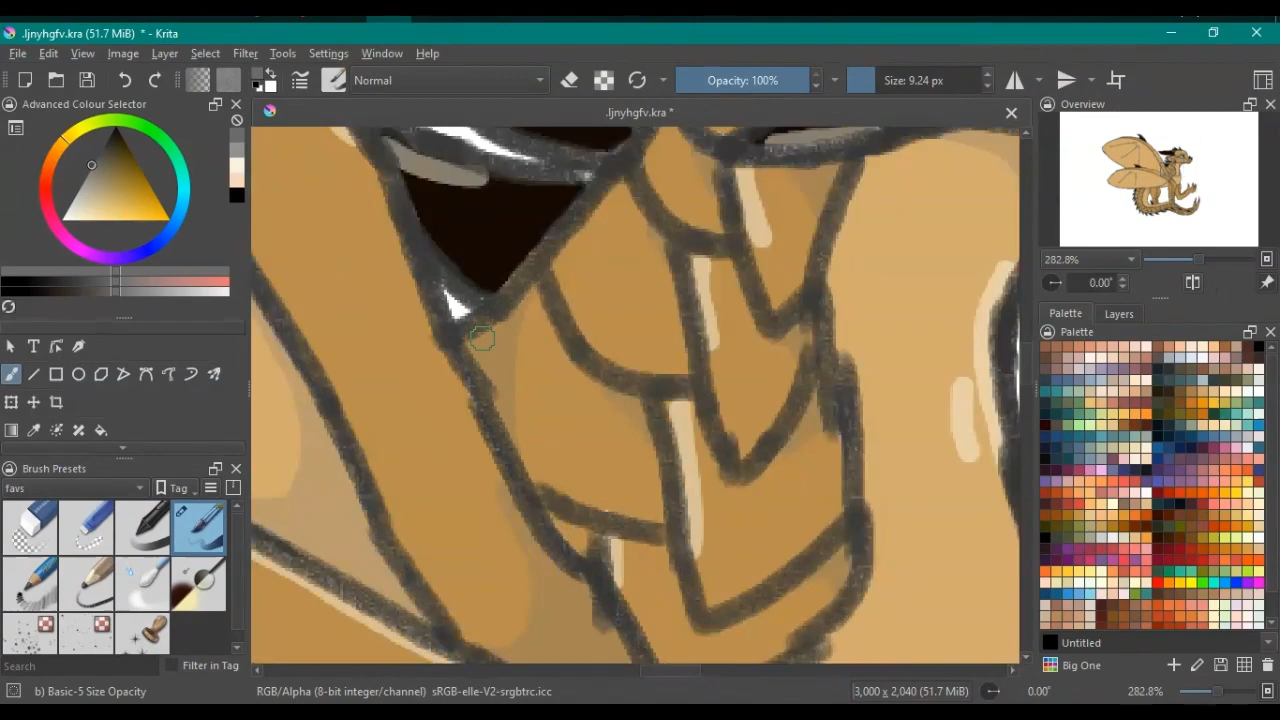 .ljnyhgfv.kra (51.7 MiB) * - Krita
File Edit View Image Layer Select Filter Tools Settings Window Help
Normal Opacity: 100% Size: 9.24 px
Advanced Colour Selector
.ljnyhgfv.kra *
Overview
282.8%
0.00°
Palette Layers
Palette
Brush Presets
favs Tag
Untitled
Search Filter in Tag
Big One
b) Basic-5 Size Opacity RGB/Alpha (8-bit integer/channel) sRGB-elle-V2-srgbtrc.icc 3,000 x 2,040 (51.7 MiB) 0.00° 282.8%